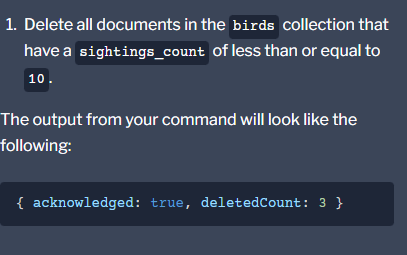 1. Delete all documents in the birds collection that
have a sightings_count of less than or equal to
10.
The output from your command will look like the
following:
{ acknowledged: true, deletedCount: 3 }